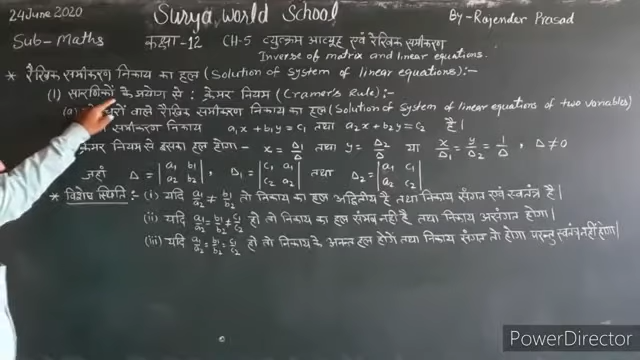 24 June 2020 Surya world School By - Rajender Prasad
Sub - Maths कक्षा - 12 CH-5 व्युत्क्रम आव्यूह एवं रैखिक समीकरण
Inverse of matrix and linear equations.
* रैखिक समीकरण निकाय का हल (Solution of System of linear equations) :-
(1) सारणिकों के प्रयोग से : क्रेमर नियम (Cramer's Rule) :-
(a) वाले रैखिक समीकरण निकाय का हल (Solution of System of linear equations of two variables)
समीकरण निकाय a₁x + b₁y = c₁ तथा a₂x + b₂y = c₂ है।
नियम से इसका हल होगा - x = Δ₁/Δ तथा y = Δ₂/Δ या x/Δ₁ = y/Δ₂ = 1/Δ, Δ ≠ 0
जहां Δ = |a₁ b₁ a₂ b₂|, Δ₁ = तथा Δ₂ = |a₁ c₁ a₂ c₂|
* विशेष स्थिति :- (i) यदि a₁/a₂ ≠ b₁/b₂ तो निकाय का हल अद्वितीय है तथा निकाय संगत एवं स्वतंत्र है।
(ii) यदि a₁/a₂ = b₁/b₂ ≠ c₁/c₂ हो तो निकाय का हल संभव नहीं है तथा निकाय असंगत होगा।
(iii) यदि a₁/a₂ = b₁/b₂ = c₁/c₂ हो तो निकाय के अनन्त हल होगें तथा निकाय संगत तो होगा परन्तु स्वतंत्र नहीं होगा।
PowerDirector